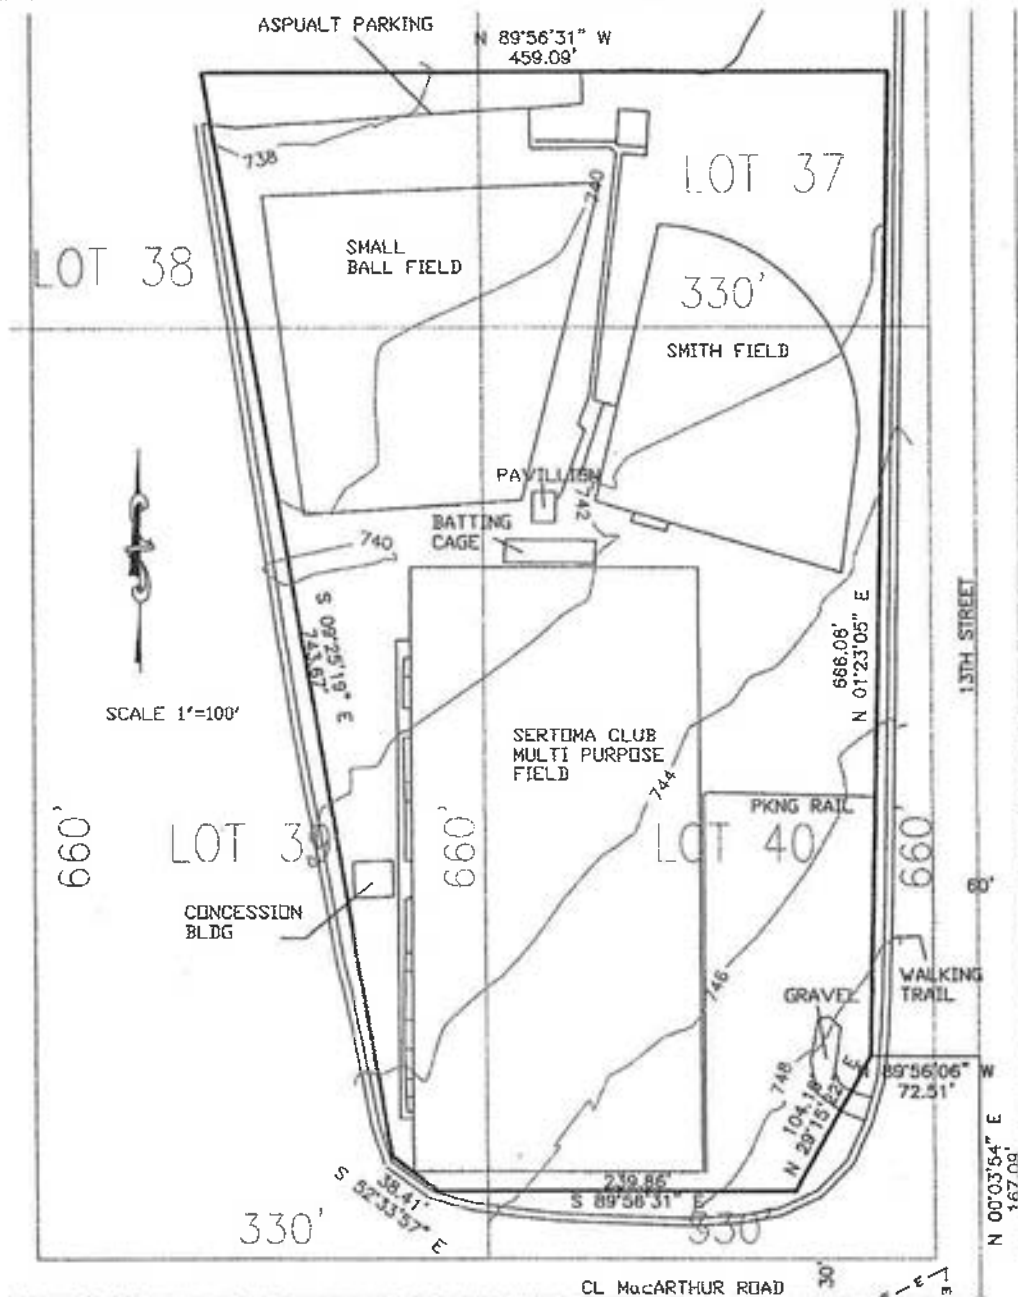 ASPUALT PARKING
N 89°56'31" W
459.09'
738
LOT 37
740
SMALL
BALL FIELD
LOT 38
330'
SMITH FIELD
PAVILLION
742
BATTING
CAGE
740
S 09°25'19" E
743.67'
666.08'
N 01°23'05" E
13TH STREET
SCALE 1'=100'
SERTOMA CLUB
MULTI PURPOSE
FIELD
744
PKNG RAIL
660'
LOT 39
660'
LOT 40
660'
60'
CONCESSION
BLDG
746
WALKING
TRAIL
GRAVEL
748
N 89°56'06" W
72.51'
104.18'
N 29°15'22" E
N 00°03'54" E
167.09'
38.41'
S 52°33'57" E
239.86'
S 89°56'31" E
330'
330'
30'
CL MacARTHUR ROAD
E
E